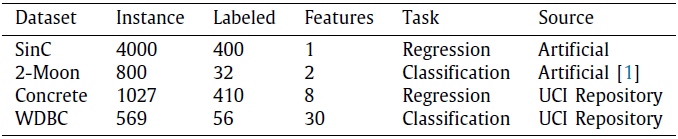 Dataset Instance Labeled Features Task Source
SinC 4000 400 1 Regression Artificial
2-Moon 800 32 2 Classification Artificial [1]
Concrete 1027 410 8 Regression UCI Repository
WDBC 569 56 30 Classification UCI Repository